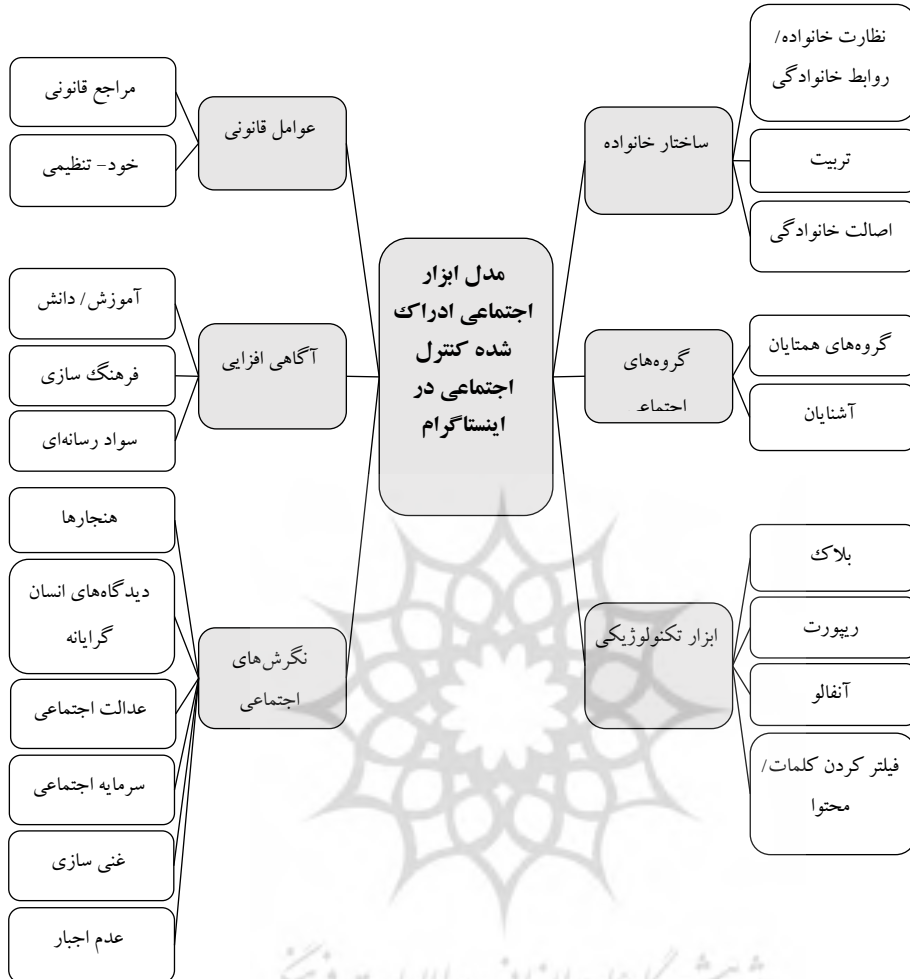 نظارت خانواده/
روابط خانوادگی
تربیت
اصالت خانوادگی
ساختار خانواده
گروه‌های همتایان
آشنایان
گروه‌های
اجتماعی
بلاک
ریپورت
آنفالو
فیلتر کردن کلمات/
محتوا
ابزار تکنولوژیکی
مدل ابزار
اجتماعی ادراک
شده کنترل
اجتماعی در
اینستاگرام
عوامل قانونی
مراجع قانونی
خود- تنظیمی
آگاهی افزایی
آموزش/ دانش
فرهنگ سازی
سواد رسانه‌ای
نگرش‌های
اجتماعی
هنجارها
دیدگاه‌های انسان
گرایانه
عدالت اجتماعی
سرمایه اجتماعی
غنی سازی
عدم اجبار